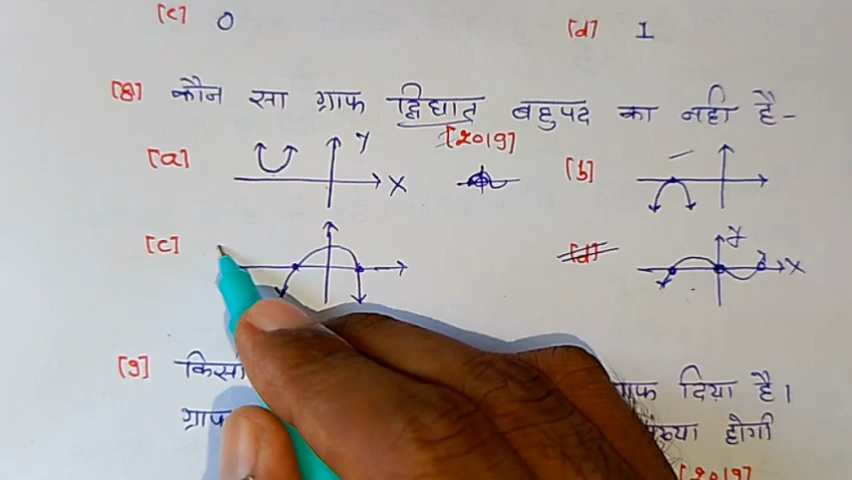 [c] 0 [d] 1
[8] कौन सा ग्राफ द्विघात बहुपद का नहीं है-
[2019]
[a] Y X [b]
[c] [d] y X
[9] दिया है।
ग्राफ होगी
[2019]